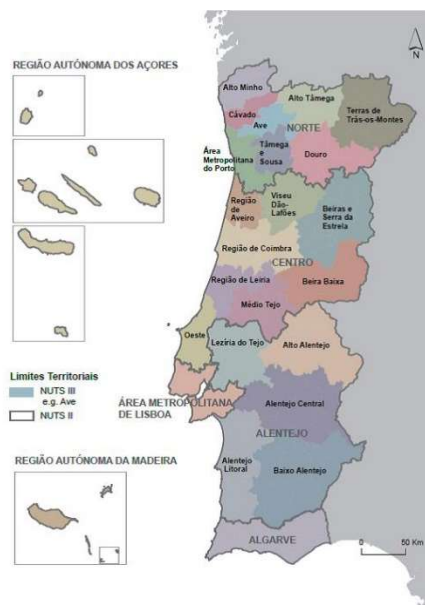 N
REGIÃO AUTÓNOMA DOS AÇORES
Alto Minho
Alto Tâmega
Terras de
Trás-os-Montes
Cávado
Ave
NORTE
Tâmega
e
Sousa
Douro
Área
Metropolitana
do Porto
Região
de
Aveiro
Viseu
Dão-
Lafões
Beiras e
Serra da
Estrela
Região de Coimbra
CENTRO
Região de Leiria
Beira Baixa
Médio Tejo
Oeste
Lezíria do Tejo
Alto Alentejo
Limites Territoriais
NUTS III
e.g. Ave
NUTS II
ÁREA METROPOLITANA
DE LISBOA
Alentejo Central
ALENTEJO
REGIÃO AUTÓNOMA DA MADEIRA
Alentejo
Litoral
Baixo Alentejo
ALGARVE
0 50 Km